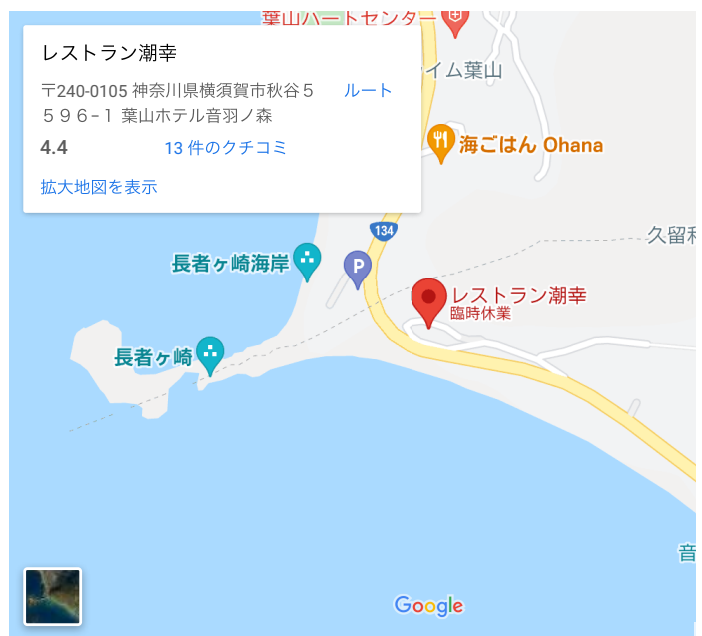 葉山ハートセンター
レストラン潮幸
〒240-0105 神奈川県横須賀市秋谷５
５９６−１ 葉山ホテル音羽ノ森
ルート
4.4
13 件のクチコミ
拡大地図を表示
イム葉山
海ごはん Ohana
134
久留和
長者ヶ崎海岸
P
レストラン潮幸
臨時休業
長者ヶ崎
音
Google